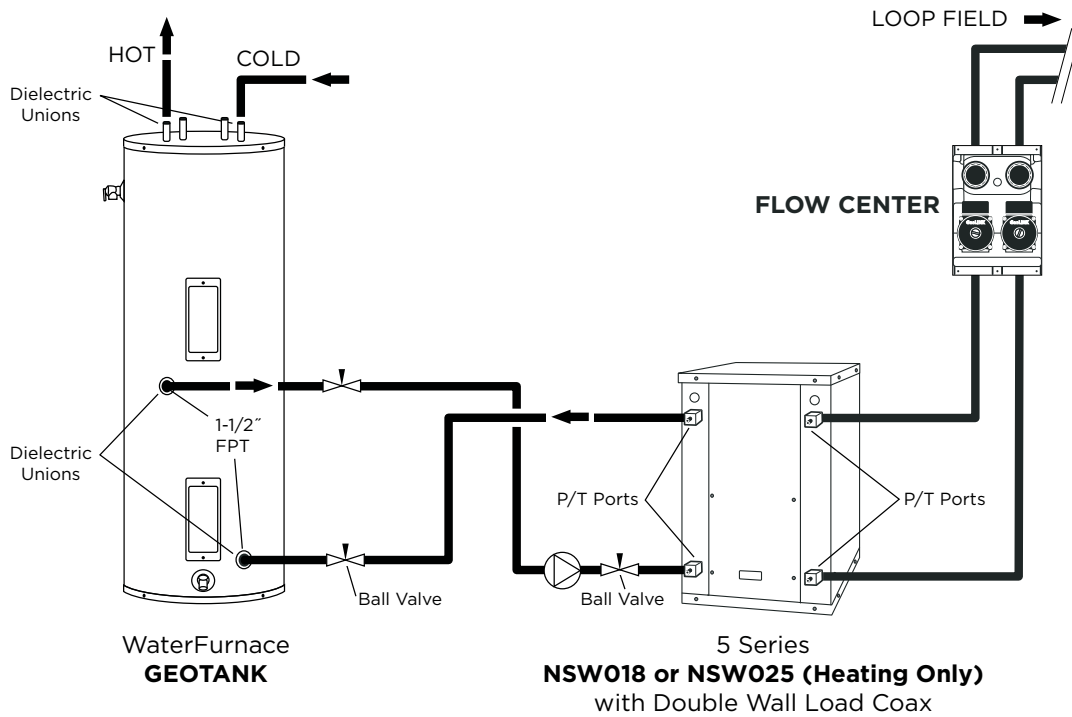 LOOP FIELD
HOT
COLD
Dielectric
Unions
FLOW CENTER
1-1/2˝
FPT
Dielectric
Unions
P/T Ports
P/T Ports
Ball Valve
Ball Valve
WaterFurnace
GEOTANK
5 Series
NSW018 or NSW025 (Heating Only)
with Double Wall Load Coax